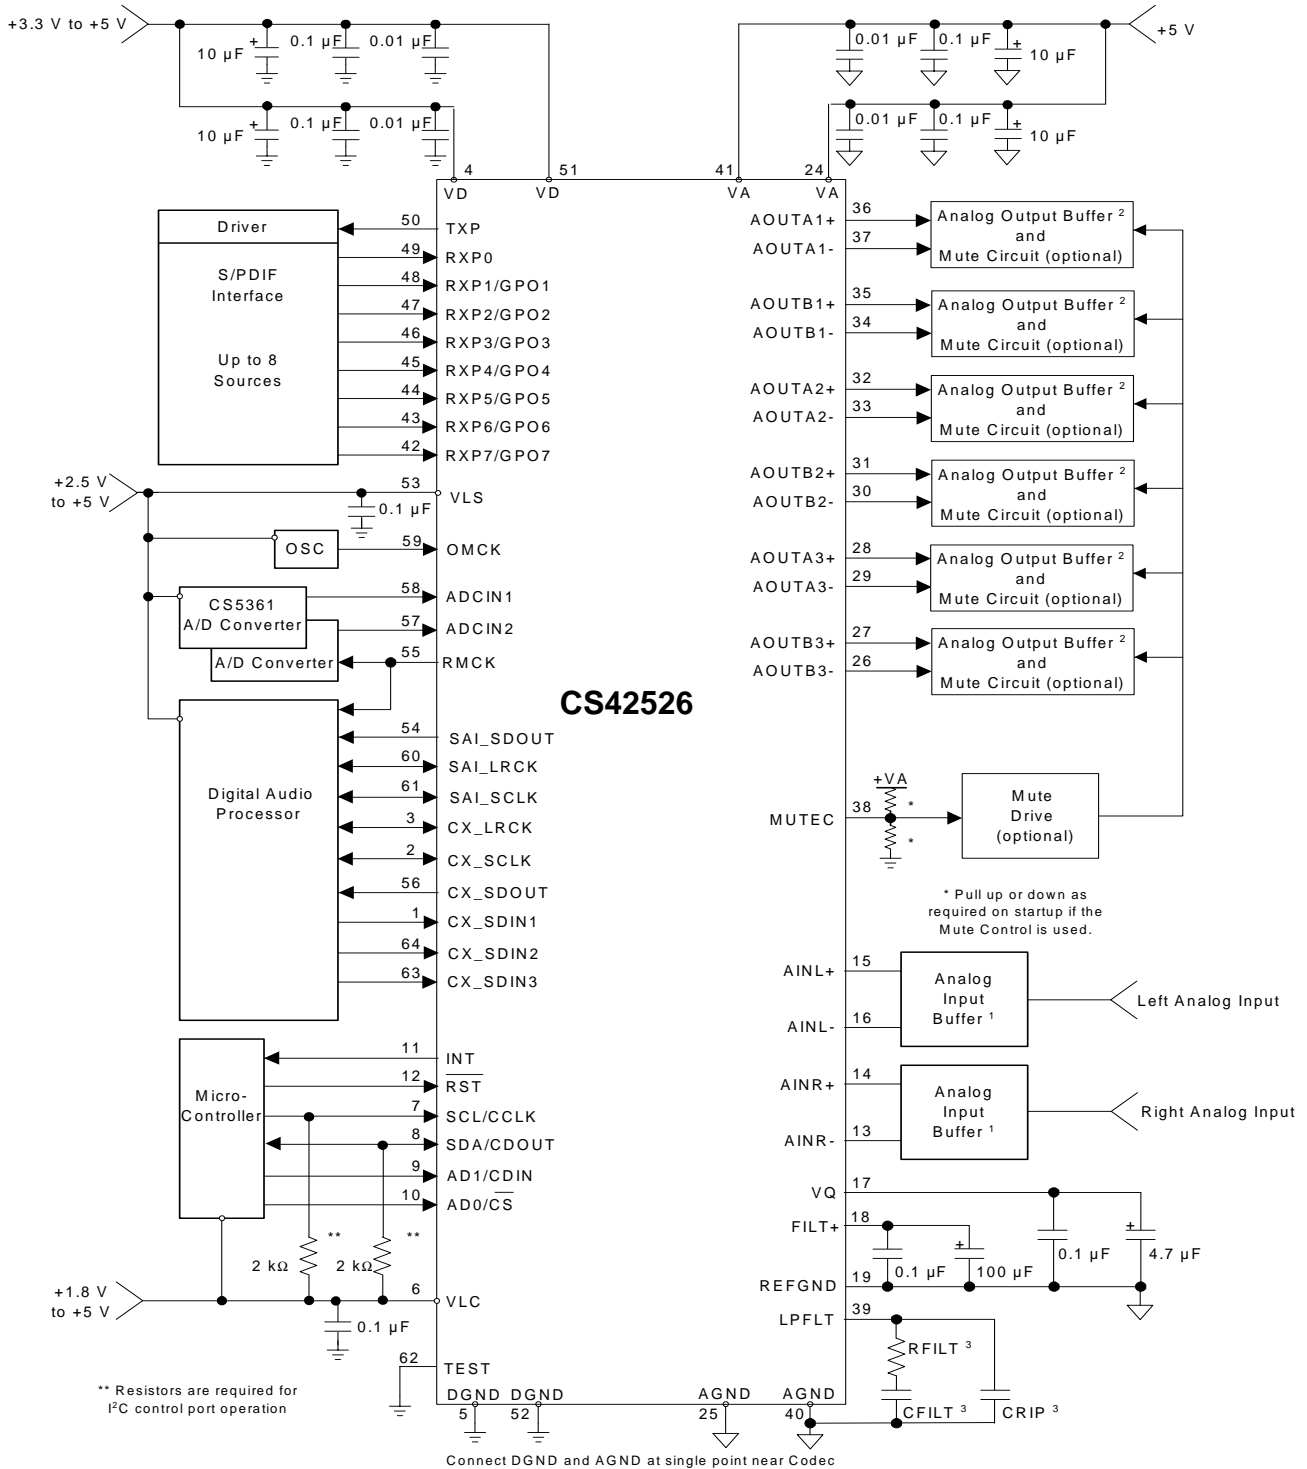 +3.3 V to +5 V
10 µF
+
0.1 µF
0.01 µF
10 µF
+
0.1 µF
0.01 µF
0.01 µF
0.1 µF
+
10 µF
+5 V
0.01 µF
0.1 µF
+
10 µF
4
51
41
24
VD
VD
VA
VA
Driver
S/PDIF
Interface
Up to 8
Sources
50
TXP
49
RXP0
48
RXP1/GPO1
47
RXP2/GPO2
46
RXP3/GPO3
45
RXP4/GPO4
44
RXP5/GPO5
43
RXP6/GPO6
42
RXP7/GPO7
+2.5 V
to +5 V
53
VLS
0.1 µF
OSC
59
OMCK
CS5361
A/D Converter
58
ADCIN1
57
ADCIN2
A/D Converter
55
RMCK
CS42526
Digital Audio
Processor
54
SAI_SDOUT
60
SAI_LRCK
61
SAI_SCLK
3
CX_LRCK
2
CX_SCLK
56
CX_SDOUT
1
CX_SDIN1
64
CX_SDIN2
63
CX_SDIN3
Micro-
Controller
11
INT
12
RST
7
SCL/CCLK
8
SDA/CDOUT
9
AD1/CDIN
10
AD0/CS
**
2 kΩ
**
2 kΩ
+1.8 V
to +5 V
6
VLC
0.1 µF
62
TEST
** Resistors are required for
I²C control port operation
DGND
DGND
5
52
AGND
AGND
25
40
Connect DGND and AGND at single point near Codec
AOUTA1+
36
AOUTA1-
37
Analog Output Buffer ²
and
Mute Circuit (optional)
AOUTB1+
35
AOUTB1-
34
Analog Output Buffer ²
and
Mute Circuit (optional)
AOUTA2+
32
AOUTA2-
33
Analog Output Buffer ²
and
Mute Circuit (optional)
AOUTB2+
31
AOUTB2-
30
Analog Output Buffer ²
and
Mute Circuit (optional)
AOUTA3+
28
AOUTA3-
29
Analog Output Buffer ²
and
Mute Circuit (optional)
AOUTB3+
27
AOUTB3-
26
Analog Output Buffer ²
and
Mute Circuit (optional)
MUTEC
38
+VA
*
*
Mute
Drive
(optional)
* Pull up or down as
required on startup if the
Mute Control is used.
AINL+
15
AINL-
16
Analog
Input
Buffer ¹
Left Analog Input
AINR+
14
AINR-
13
Analog
Input
Buffer ¹
Right Analog Input
VQ
17
FILT+
18
0.1 µF
+
100 µF
0.1 µF
+
4.7 µF
REFGND
19
LPFLT
39
RFILT ³
CFILT ³
CRIP ³